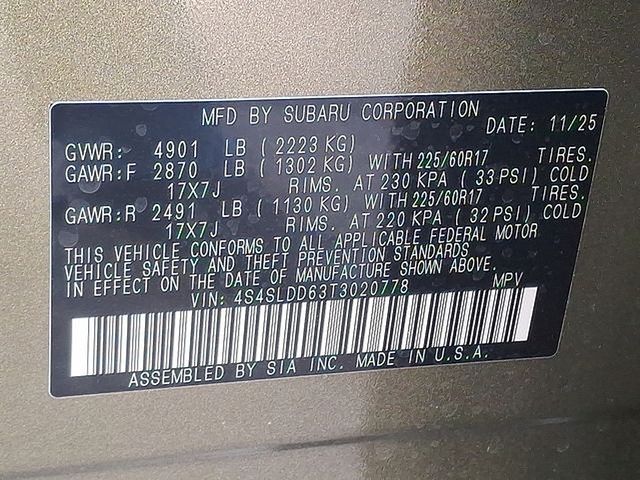 MFD BY SUBARU CORPORATION
DATE: 11/25
GVWR: 4901 LB ( 2223 KG)
GAWR:F 2870 LB ( 1302 KG) WITH 225/60R17 TIRES.
17X7J RIMS. AT 230 KPA ( 33 PSI) COLD
GAWR:R 2491 LB ( 1130 KG) WITH 225/60R17 TIRES.
17X7J RIMS. AT 220 KPA ( 32 PSI) COLD
THIS VEHICLE CONFORMS TO ALL APPLICABLE FEDERAL MOTOR
VEHICLE SAFETY AND THEFT PREVENTION STANDARDS
IN EFFECT ON THE DATE OF MANUFACTURE SHOWN ABOVE.
VIN: 4S4SLDD63T3020778 MPV
ASSEMBLED BY SIA INC. MADE IN U.S.A.